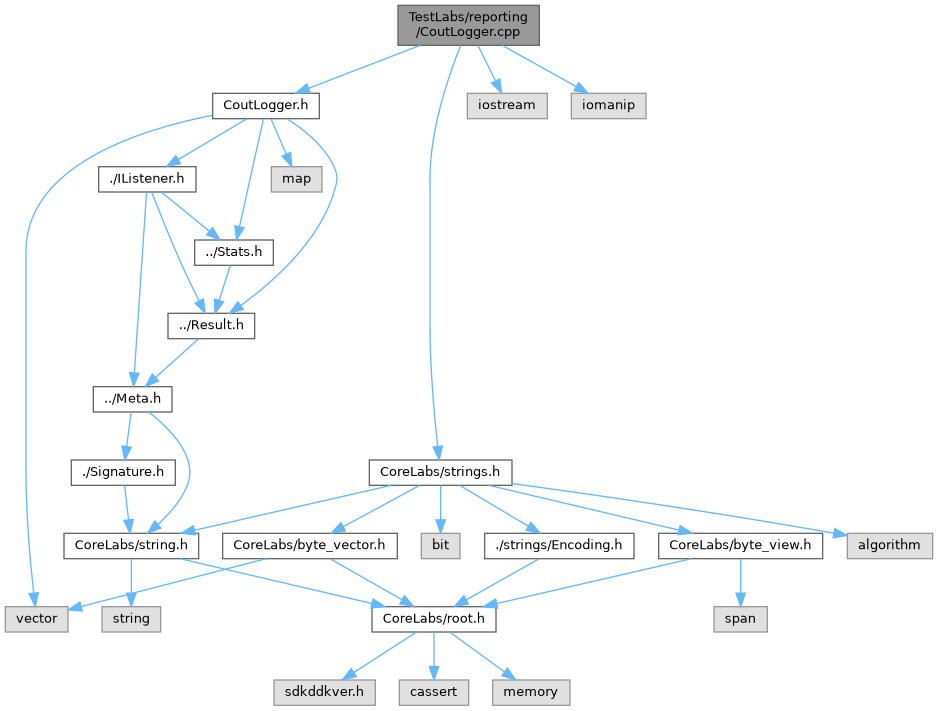 TestLabs/reporting
/CoutLogger.cpp
CoutLogger.h
iostream
iomanip
./IListener.h
map
../Stats.h
../Result.h
../Meta.h
./Signature.h
CoreLabs/strings.h
CoreLabs/string.h
CoreLabs/byte_vector.h
bit
./strings/Encoding.h
CoreLabs/byte_view.h
algorithm
vector
string
CoreLabs/root.h
span
sdkddkver.h
cassert
memory